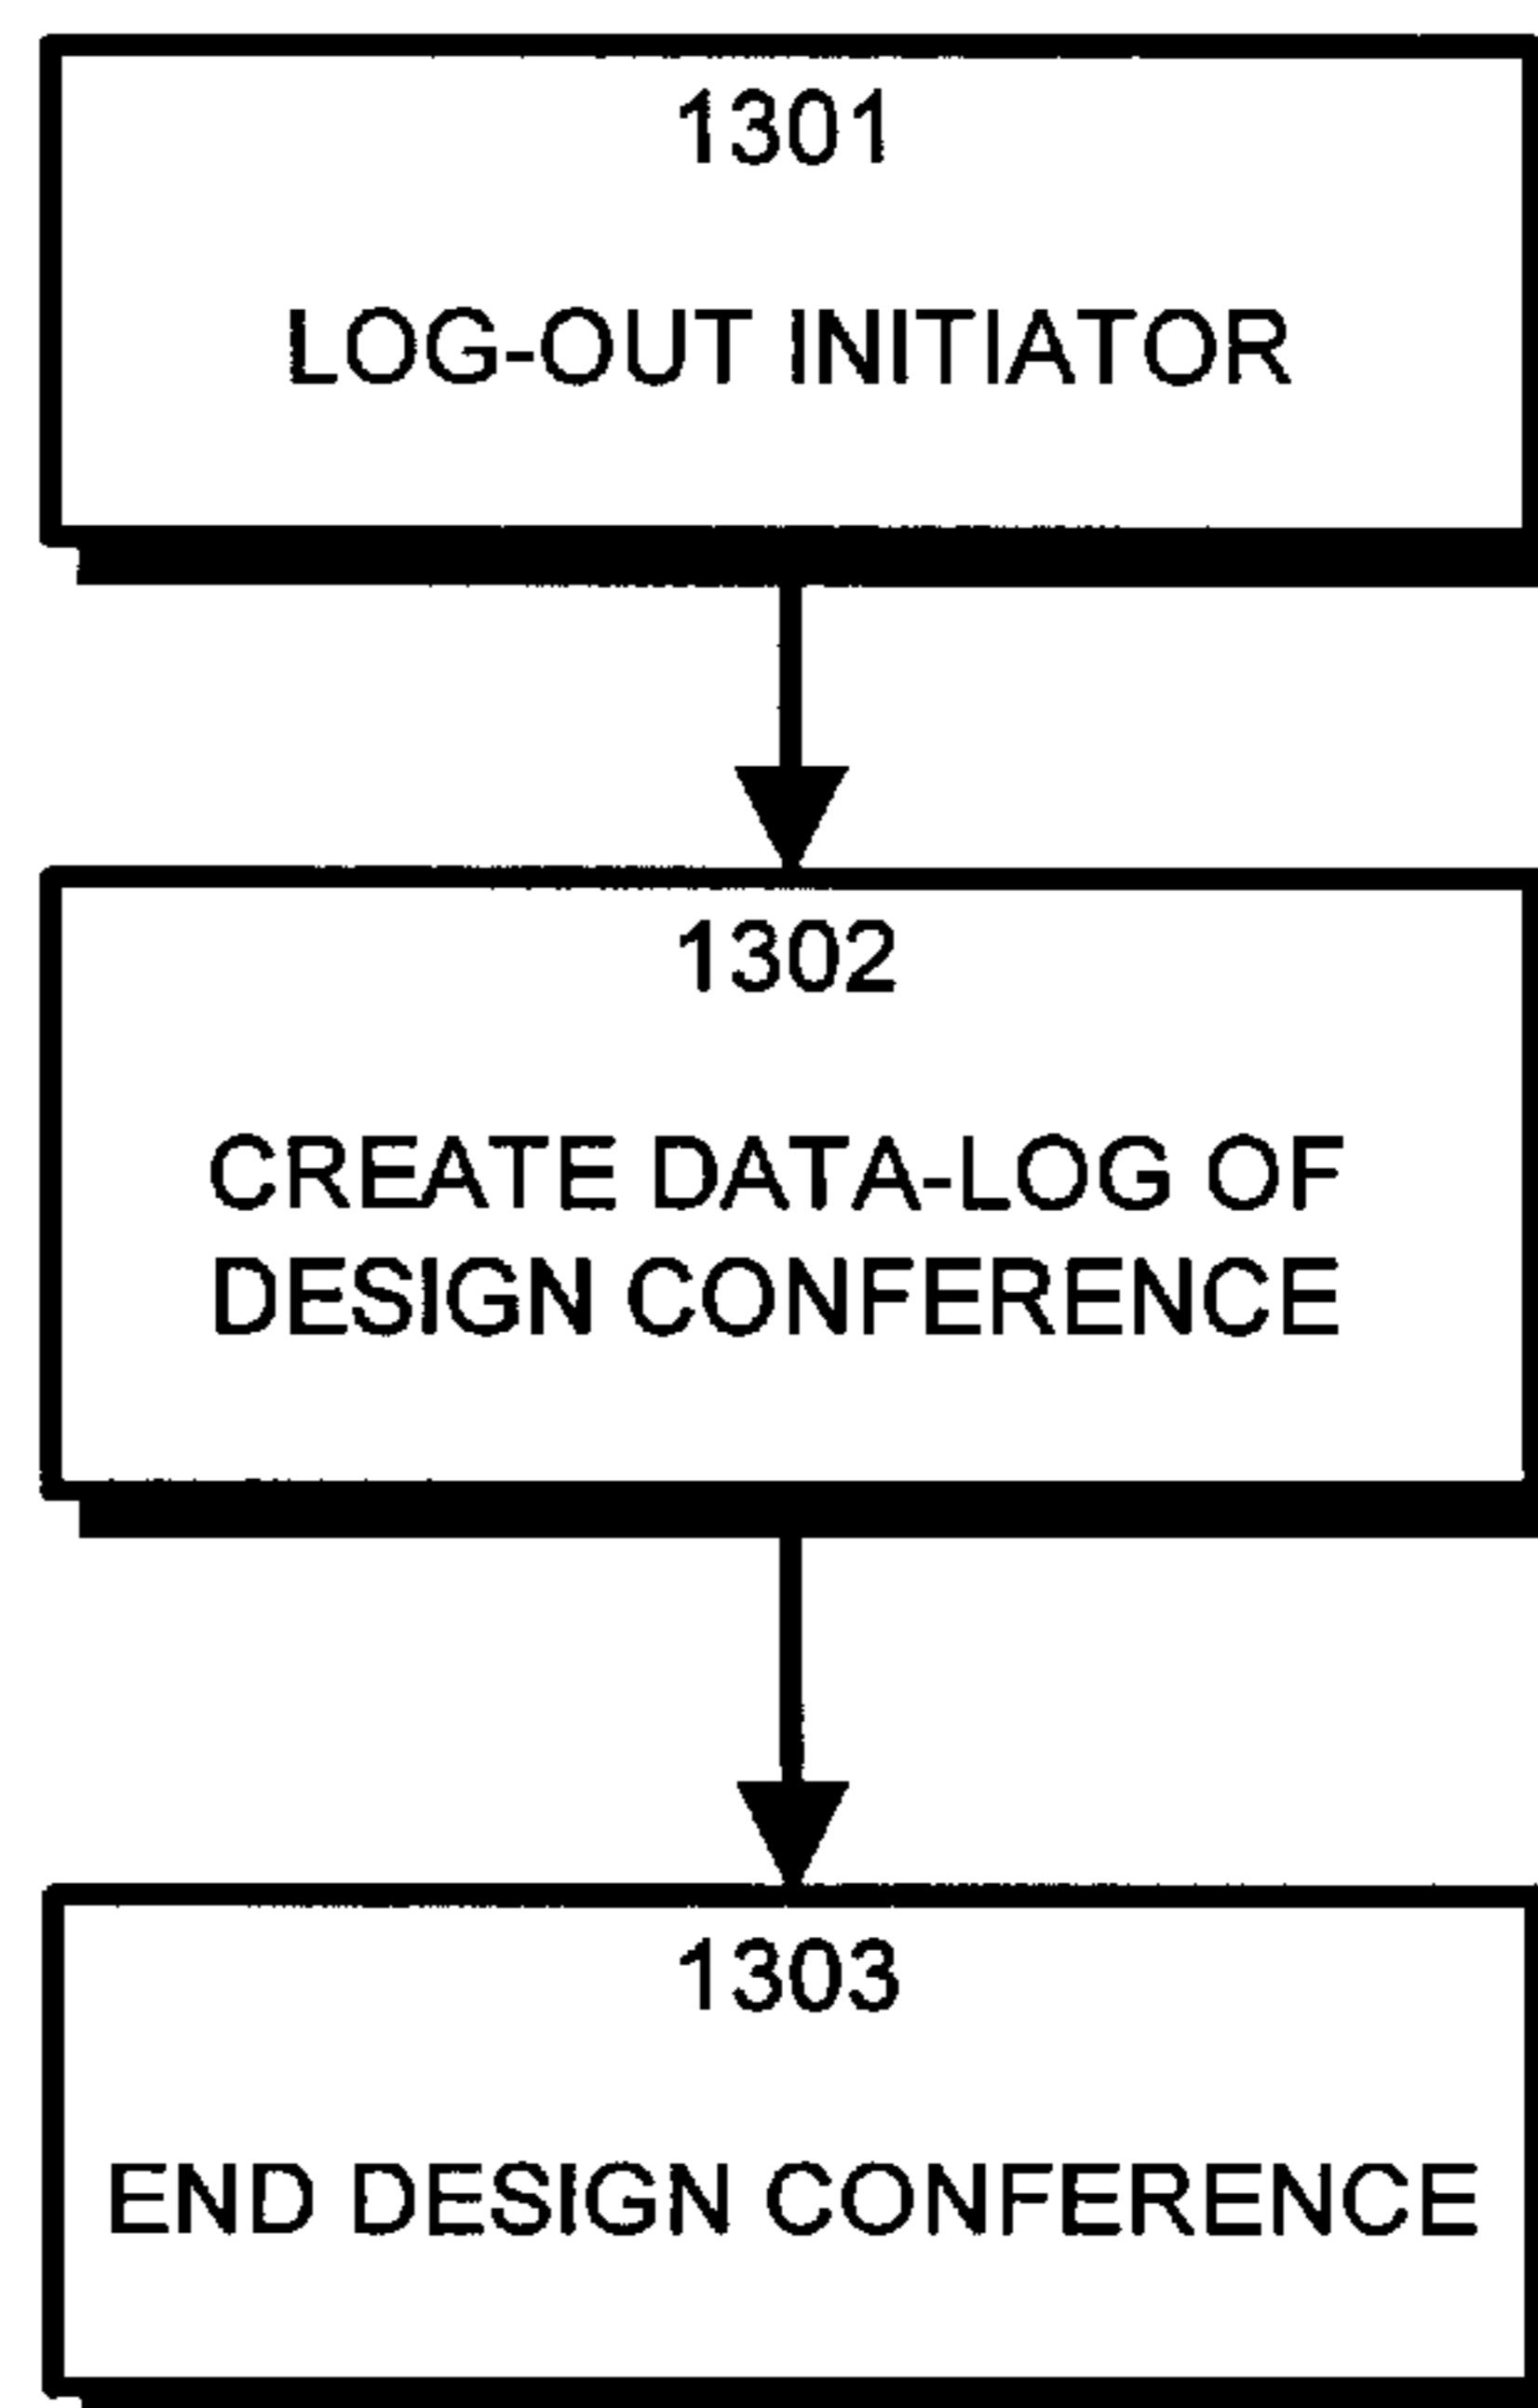 1301
LOG-OUT INITIATOR
1302
CREATE DATA-LOG OF
DESIGN CONFERENCE
1303
END DESIGN CONFERENCE